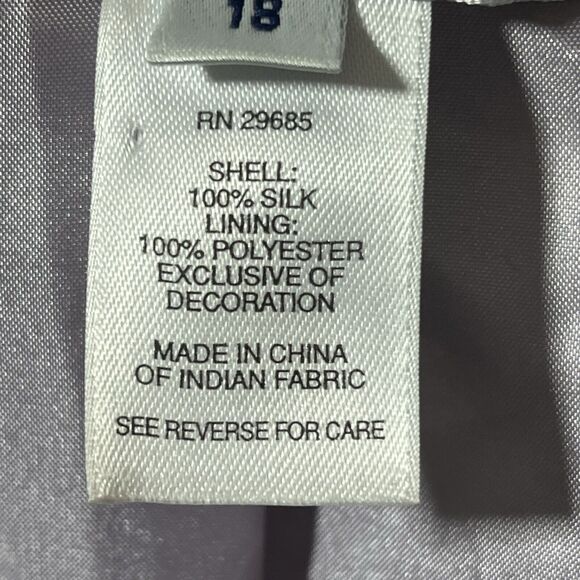 18
RN 29685
SHELL:
100% SILK
LINING:
100% POLYESTER
EXCLUSIVE OF
DECORATION
MADE IN CHINA
OF INDIAN FABRIC
SEE REVERSE FOR CARE